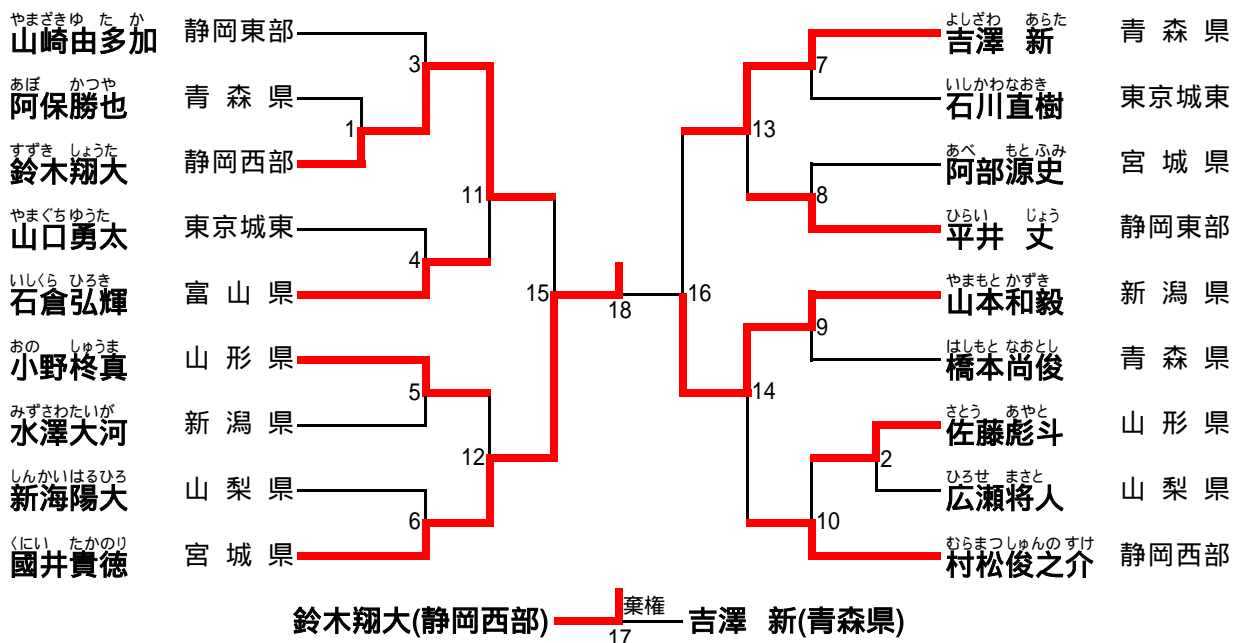 やまざきゆたか
山崎由多加 静岡東部
あぼ かつや
阿保勝也 青森県
すずき しょうた
鈴木翔大 静岡西部
やまぐちゆうた
山口勇太 東京城東
いしくら ひろき
石倉弘輝 富山県
おの しゅうま
小野柊真 山形県
みずさわたいが
水澤大河 新潟県
しんかいはるひろ
新海陽大 山梨県
くにい たかのり
國井貴徳 宮城県
3
1
11
4
15
5
12
6
18
よしざわ あらた
吉澤 新 青森県
いしかわなおき
石川直樹 東京城東
あべ もとふみ
阿部源史 宮城県
ひらい じょう
平井 丈 静岡東部
やまもと かずき
山本和毅 新潟県
はしもと なおとし
橋本尚俊 青森県
さとう あやと
佐藤彪斗 山形県
ひろせ まさと
広瀬将人 山梨県
むらまつしゅんのすけ
村松俊之介 静岡西部
7
13
8
16
9
14
2
10
鈴木翔大(静岡西部) 棄権 吉澤 新(青森県)
17